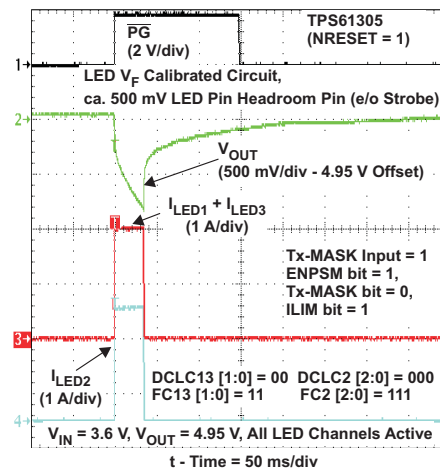 PG
(2 V/div)
TPS61305
(NRESET = 1)
1
LED VF Calibrated Circuit,
ca. 500 mV LED Pin Headroom Pin (e/o Strobe)
2
VOUT
(500 mV/div - 4.95 V Offset)
ILED1 + ILED3
(1 A/div)
Tx-MASK Input = 1
ENPSM bit = 1,
Tx-MASK bit = 0,
ILIM bit = 1
3
ILED2
(1 A/div)
DCLC13 [1:0] = 00 DCLC2 [2:0] = 000
FC13 [1:0] = 11 FC2 [2:0] = 111
4
VIN = 3.6 V, VOUT = 4.95 V, All LED Channels Active
t - Time = 50 ms/div